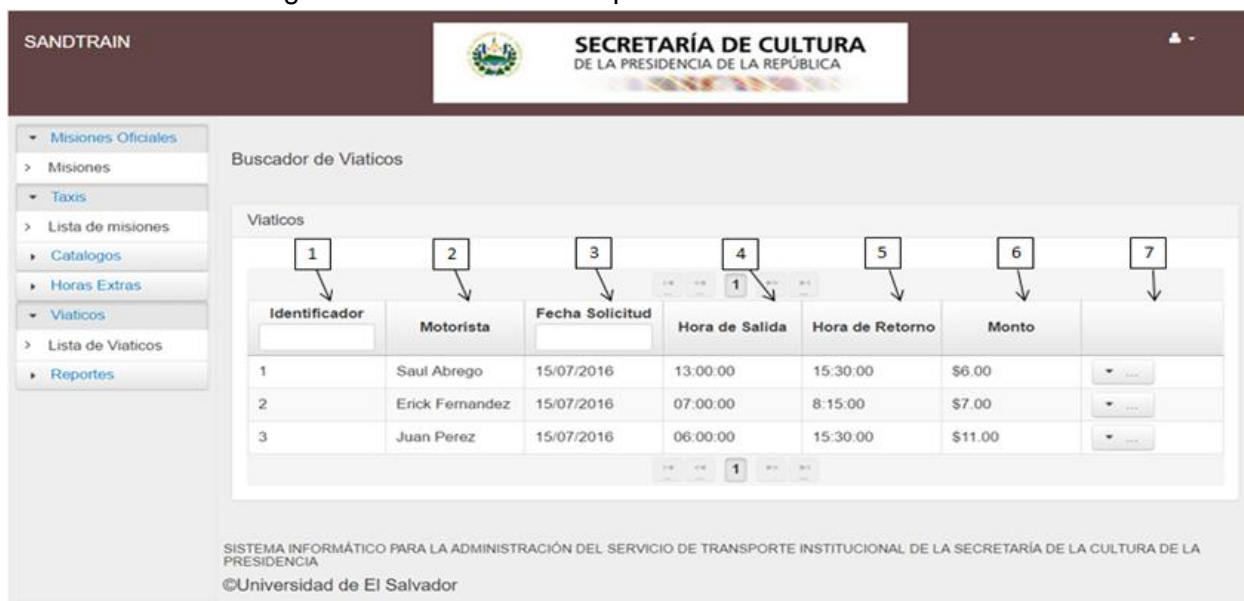 SANDTRAIN
SECRETARÍA DE CULTURA
DE LA PRESIDENCIA DE LA REPÚBLICA
Misiones Oficiales
Misiones
Taxis
Lista de misiones
Catalogos
Horas Extras
Viaticos
Lista de Viaticos
Reportes
Buscador de Viaticos
Viaticos
1 2 3 4 5 6 7
1
Identificador Motorista Fecha Solicitud Hora de Salida Hora de Retorno Monto
1 Saul Abrego 15/07/2016 13:00:00 15:30:00 $6.00 ...
2 Erick Fernandez 15/07/2016 07:00:00 8:15:00 $7.00 ...
3 Juan Perez 15/07/2016 06:00:00 15:30:00 $11.00 ...
1
SISTEMA INFORMÁTICO PARA LA ADMINISTRACIÓN DEL SERVICIO DE TRANSPORTE INSTITUCIONAL DE LA SECRETARÍA DE LA CULTURA DE LA
PRESIDENCIA
©Universidad de El Salvador